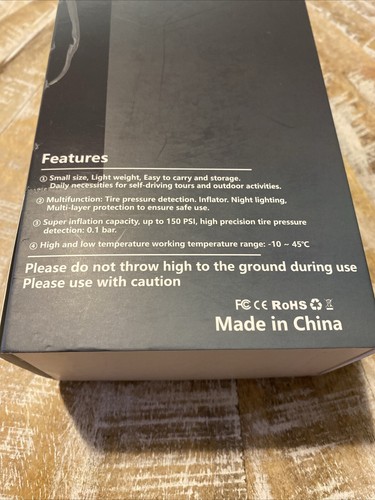 Features
① Small size, Light weight, Easy to carry and storage.
Daily necessities for self-driving tours and outdoor activities.
② Multifunction: Tire pressure detection. Inflator. Night lighting,
Multi-layer protection to ensure safe use.
③ Super inflation capacity, up to 150 PSI, high precision tire pressure
detection: 0.1 bar.
④ High and low temperature working temperature range: -10 ~ 45℃
Please do not throw high to the ground during use
Please use with caution
FC CE RoHS
Made in China